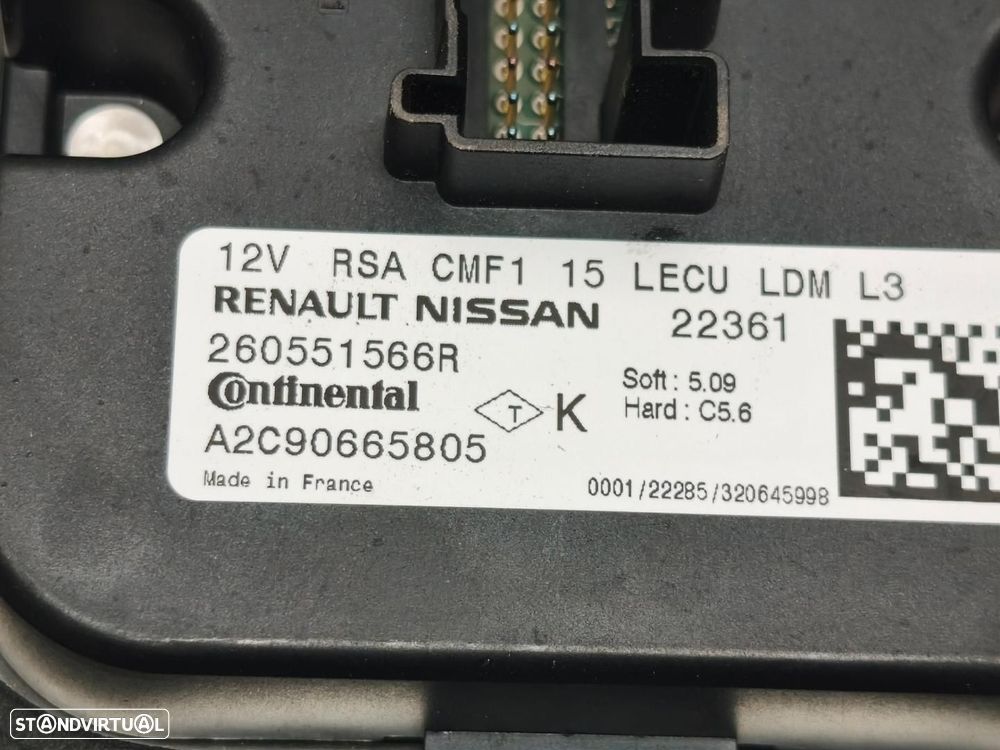 12V RSA CMF1 15 LECU LDM L3
RENAULT NISSAN 22361
260551566R
Continental
Soft : 5.09
Hard : C5.6
T K
A2C90665805
Made in France
0001/22285/320645998
STANDVIRTUAL